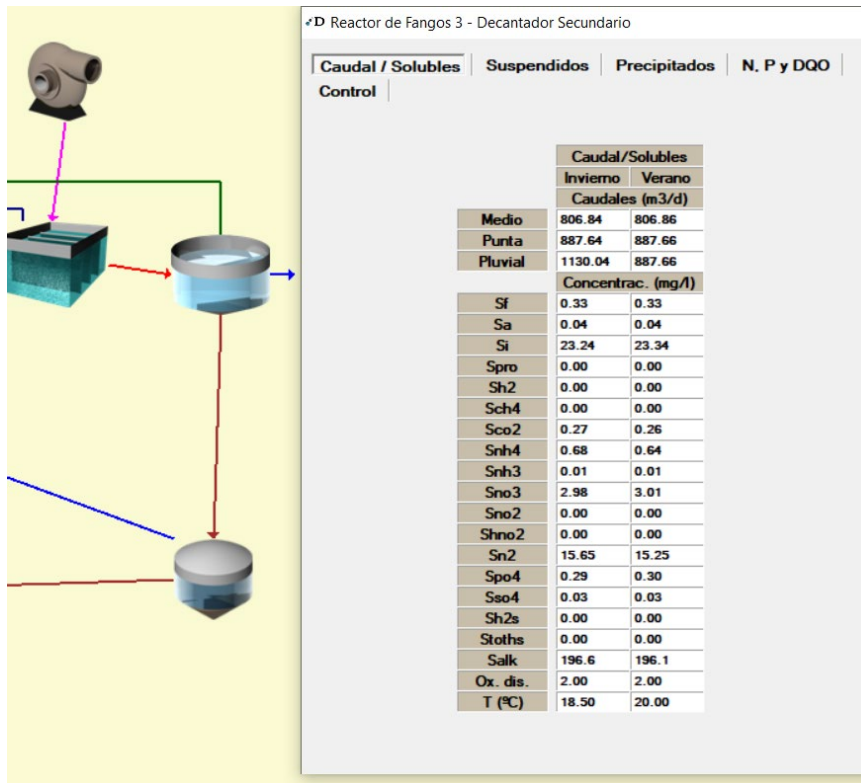 D Reactor de Fangos 3 - Decantador Secundario
Caudal / Solubles Suspendidos Precipitados N, P y DQO
Control
Caudal/Solubles
Invierno Verano
Caudales (m3/d)
Medio 806.84 806.86
Punta 887.64 887.66
Pluvial 1130.04 887.66
Concentrac. (mg/l)
Sf 0.33 0.33
Sa 0.04 0.04
Si 23.24 23.34
Spro 0.00 0.00
Sh2 0.00 0.00
Sch4 0.00 0.00
Sco2 0.27 0.26
Snh4 0.68 0.64
Snh3 0.01 0.01
Sno3 2.98 3.01
Sno2 0.00 0.00
Shno2 0.00 0.00
Sn2 15.65 15.25
Spo4 0.29 0.30
Sso4 0.03 0.03
Sh2s 0.00 0.00
Stoths 0.00 0.00
Salk 196.6 196.1
Ox. dis. 2.00 2.00
T (ºC) 18.50 20.00